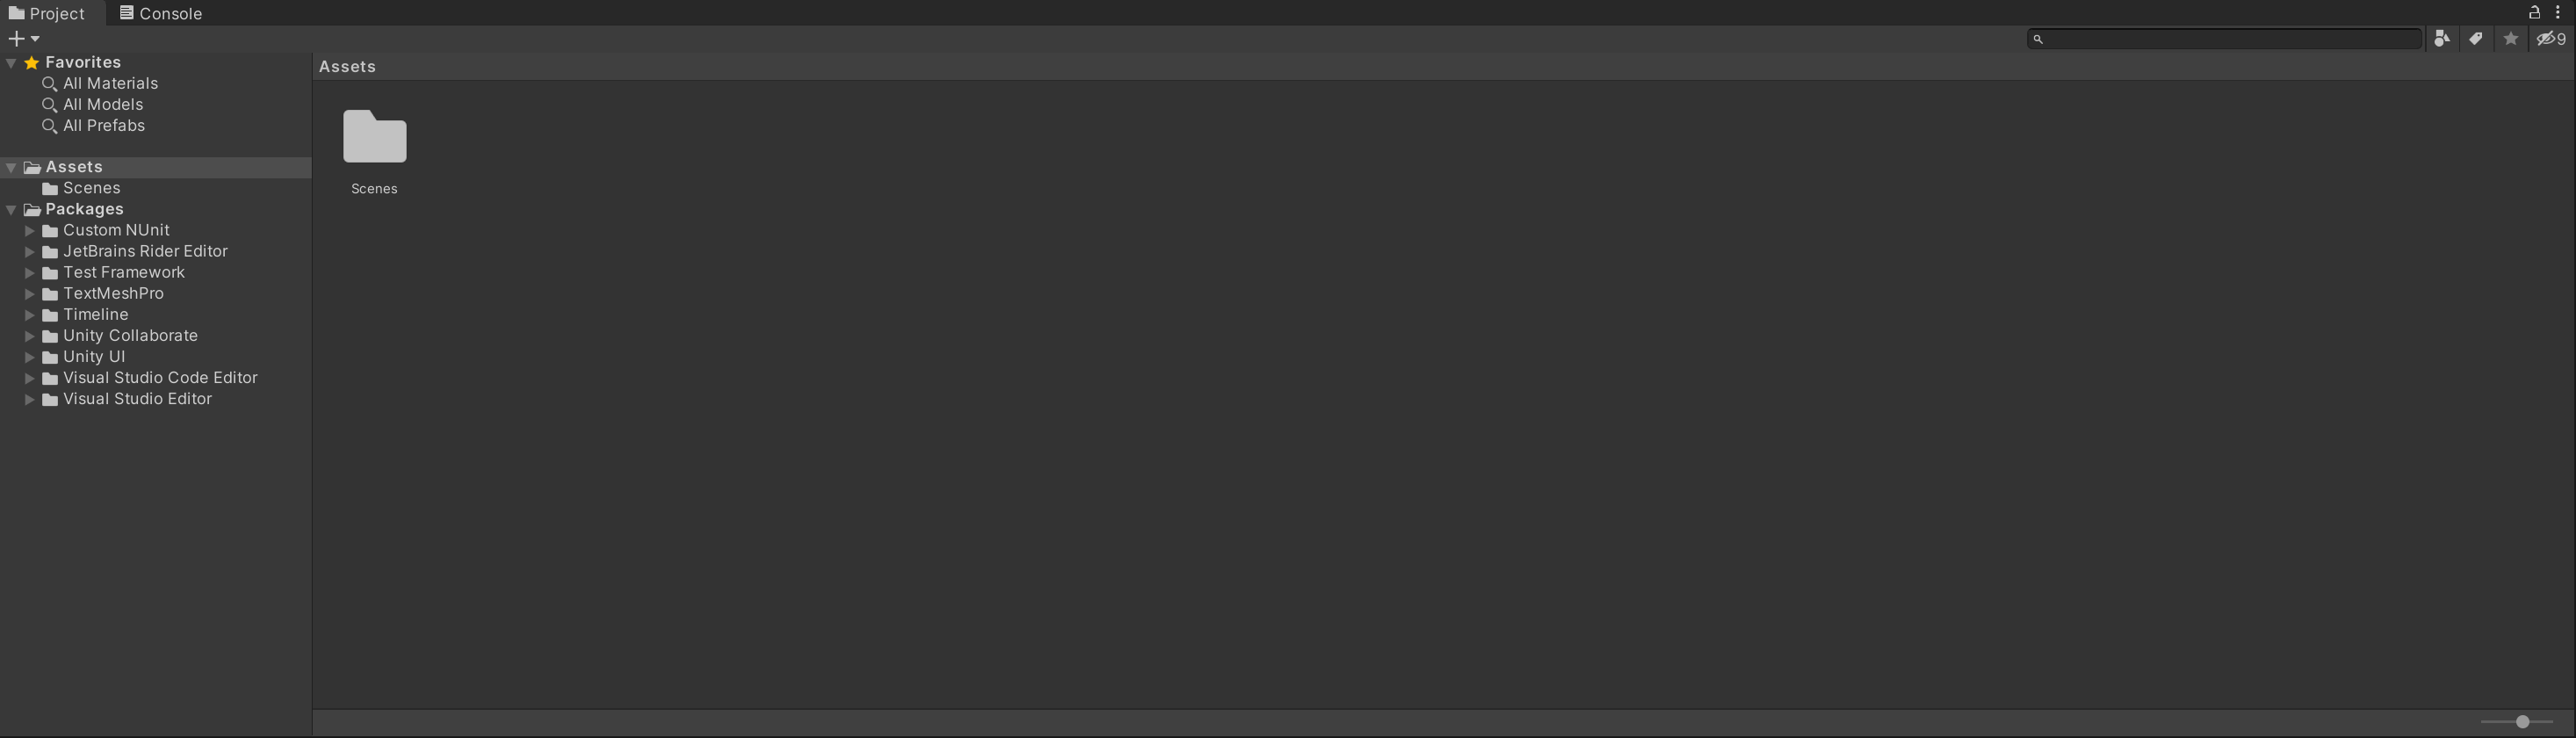 Project
Console
9
Favorites
All Materials
All Models
All Prefabs
Assets
Scenes
Packages
Custom NUnit
JetBrains Rider Editor
Test Framework
TextMeshPro
Timeline
Unity Collaborate
Unity UI
Visual Studio Code Editor
Visual Studio Editor
Assets
Scenes